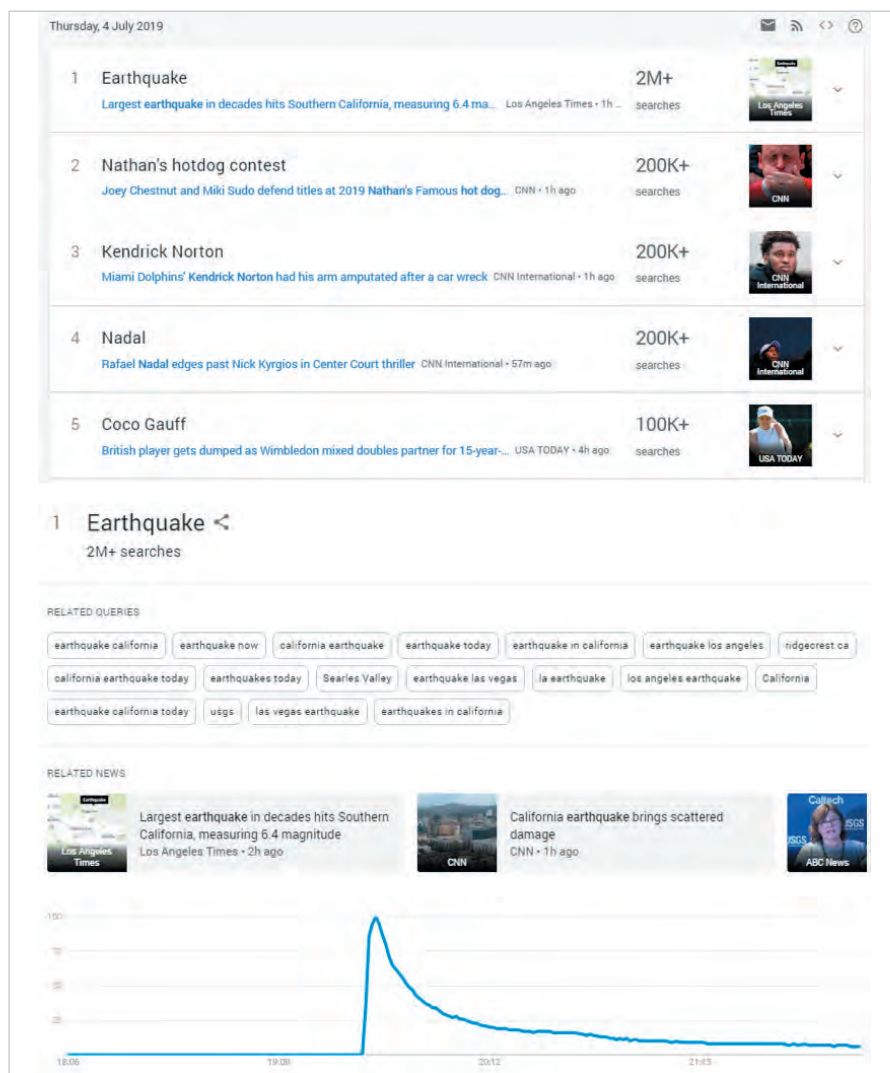 Thursday, 4 July 2019
1 Earthquake 2M+
Largest earthquake in decades hits Southern California, measuring 6.4 ma... Los Angeles Times • 1h ... searches
Earthquake
Los Angeles
Times
2 Nathan's hotdog contest 200K+
Joey Chestnut and Miki Sudo defend titles at 2019 Nathan's Famous hot dog... CNN • 1h ago searches
CNN
3 Kendrick Norton 200K+
Miami Dolphins' Kendrick Norton had his arm amputated after a car wreck CNN International • 1h ago searches
CNN
International
4 Nadal 200K+
Rafael Nadal edges past Nick Kyrgios in Center Court thriller CNN International • 57m ago searches
CNN
International
5 Coco Gauff 100K+
British player gets dumped as Wimbledon mixed doubles partner for 15-year-... USA TODAY • 4h ago searches
USA TODAY
1 Earthquake
2M+ searches
RELATED QUERIES
earthquake california earthquake now california earthquake earthquake today earthquake in california earthquake los angeles ridgecrest ca
california earthquake today earthquakes today Searles Valley earthquake las vegas la earthquake los angeles earthquake California
earthquake california today usgs las vegas earthquake earthquakes in california
RELATED NEWS
Earthquake
Los Angeles
Times
Largest earthquake in decades hits Southern
California, measuring 6.4 magnitude
Los Angeles Times • 2h ago
CNN
California earthquake brings scattered
damage
CNN • 1h ago
Caltech
USGS
USGS
ABC News
100
75
50
25
18:06 19:09 20:12 21:15